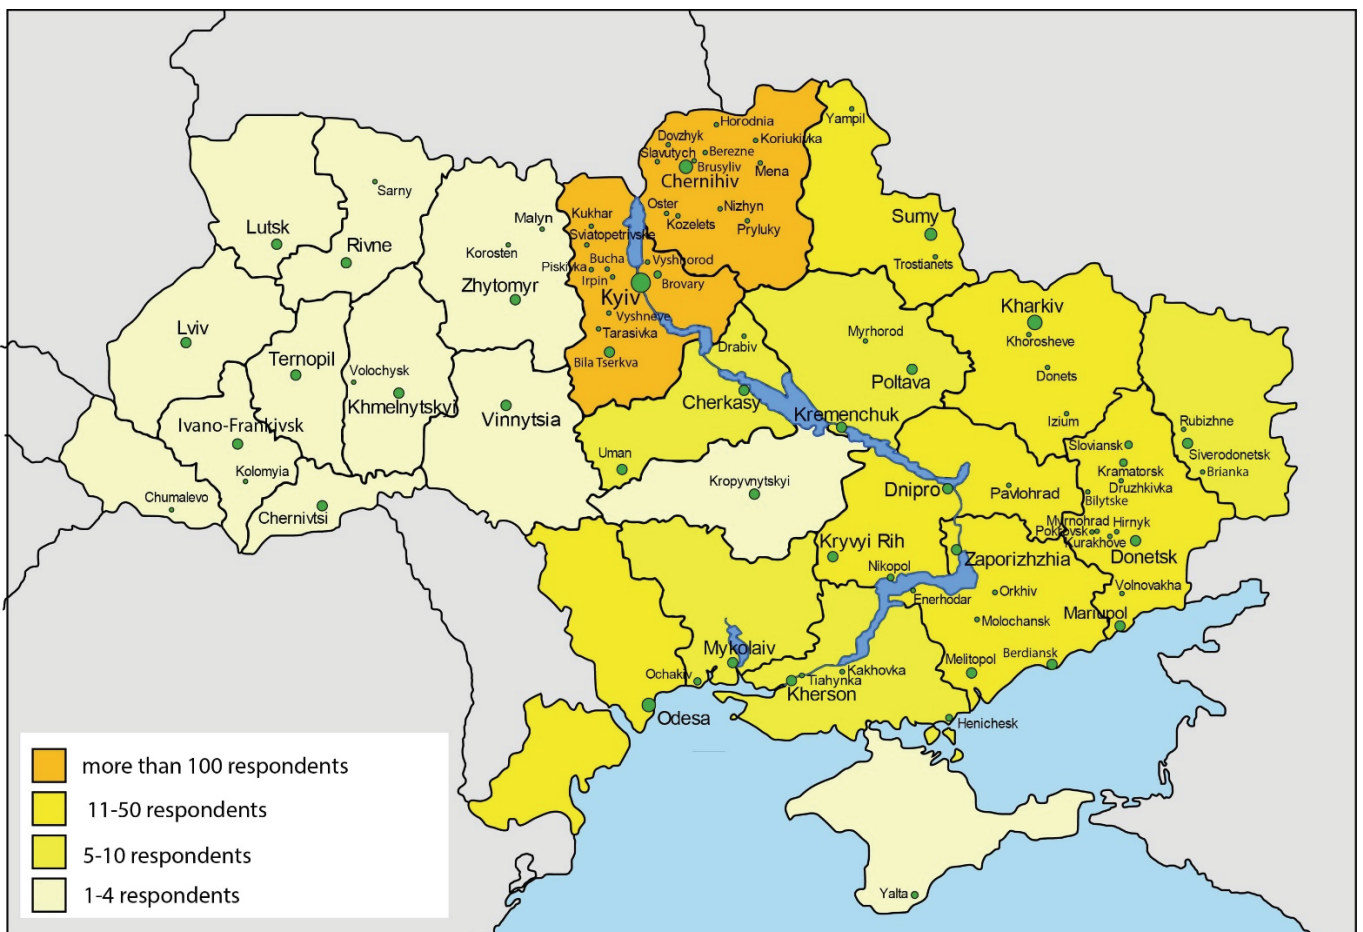 Yampil
Horodnia
Dovzhyk
Koriukivka
Slavutych
Berezne
Brusyliv
Mena
Chernihiv
Sarny
Oster
Nizhyn
Kozelets
Pryluky
Kukhar
Malyn
Sumy
Lutsk
Rivne
Sviatopetrivske
Korosten
Trostianets
Piskivka
Bucha
Vyshhorod
Irpin
Brovary
Zhytomyr
Kyiv
Kharkiv
Vyshneve
Lviv
Tarasivka
Myrhorod
Khorosheve
Drabiv
Ternopil
Bila Tserkva
Volochysk
Donets
Poltava
Khmelnytskyi
Cherkasy
Vinnytsia
Kremenchuk
Ivano-Frankivsk
Izium
Rubizhne
Sloviansk
Uman
Siverodonetsk
Kolomyia
Kramatorsk
Brianka
Kropyvnytskyi
Druzhkivka
Dnipro
Pavlohrad
Bilytske
Chumalevo
Chernivtsi
Myrnohrad
Hirnyk
Pokrovsk
Kurakhove
Kryvyi Rih
Donetsk
Zaporizhzhia
Nikopol
Volnovakha
Enerhodar
Orkhiv
Mariupol
Molochansk
Mykolaiv
Berdiansk
Melitopol
Ochakiv
Kakhovka
Tiahynka
Kherson
Odesa
Henichesk
more than 100 respondents
11-50 respondents
5-10 respondents
1-4 respondents
Yalta